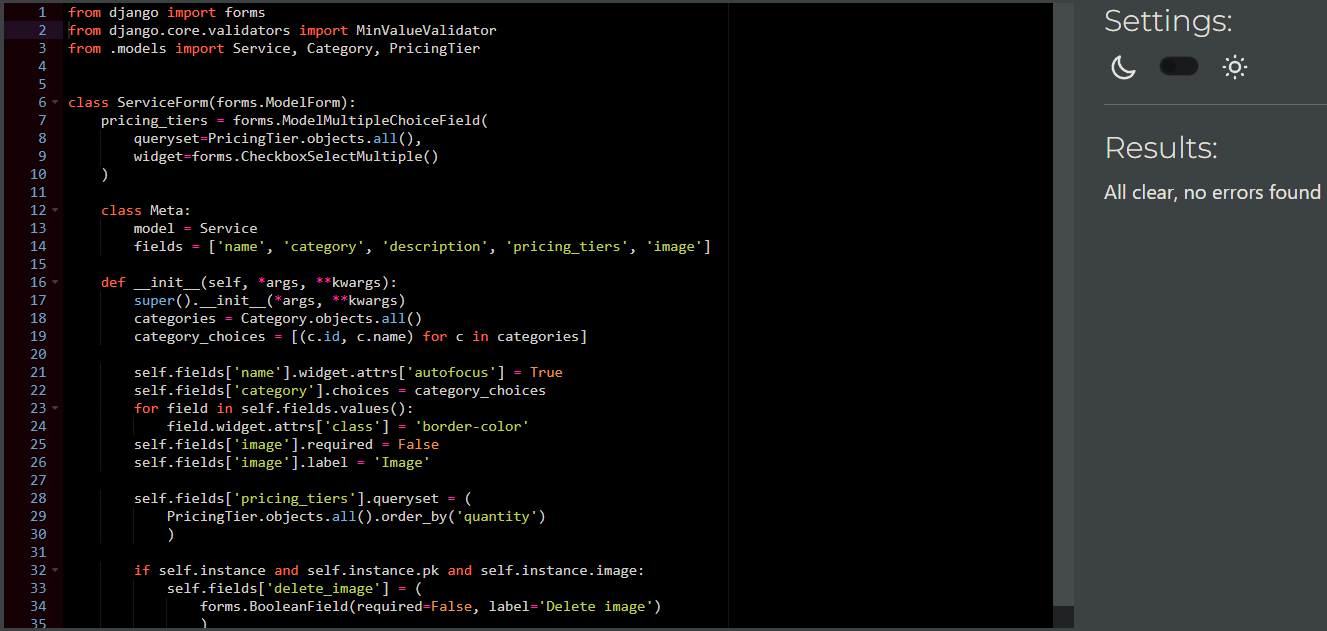 1 from django import forms
2 from django.core.validators import MinValueValidator
3 from .models import Service, Category, PricingTier
4
5
6 class ServiceForm(forms.ModelForm):
7     pricing_tiers = forms.ModelMultipleChoiceField(
8         queryset=PricingTier.objects.all(),
9         widget=forms.CheckboxSelectMultiple()
10     )
11
12     class Meta:
13         model = Service
14         fields = ['name', 'category', 'description', 'pricing_tiers', 'image']
15
16     def __init__(self, *args, **kwargs):
17         super().__init__(*args, **kwargs)
18         categories = Category.objects.all()
19         category_choices = [(c.id, c.name) for c in categories]
20
21         self.fields['name'].widget.attrs['autofocus'] = True
22         self.fields['category'].choices = category_choices
23         for field in self.fields.values():
24             field.widget.attrs['class'] = 'border-color'
25         self.fields['image'].required = False
26         self.fields['image'].label = 'Image'
27
28         self.fields['pricing_tiers'].queryset = (
29             PricingTier.objects.all().order_by('quantity')
30             )
31
32         if self.instance and self.instance.pk and self.instance.image:
33             self.fields['delete_image'] = (
34                 forms.BooleanField(required=False, label='Delete image')
35                 )
Settings:
Results:
All clear, no errors found